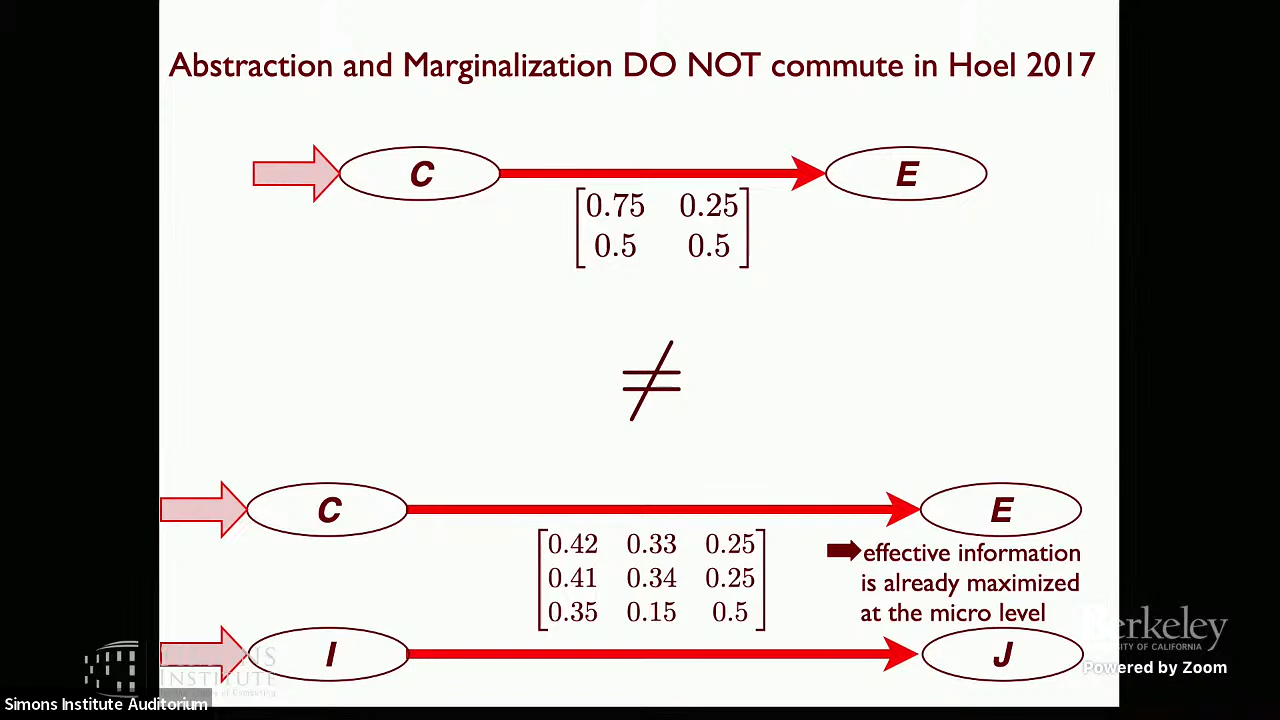 Abstraction and Marginalization DO NOT commute in Hoel 2017
C
E
0.75 0.25
0.5 0.5
≠
C
E
0.42 0.33 0.25
0.41 0.34 0.25
0.35 0.15 0.5
effective information
is already maximized
at the micro level
I
J
INSTITUTE
Berkeley
UNIVERSITY OF CALIFORNIA
Powered by Zoom
Simons Institute Auditorium